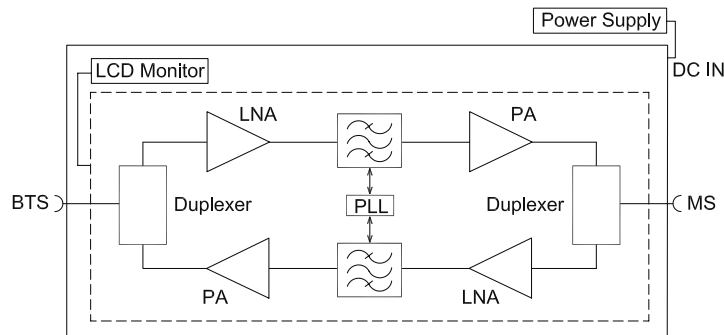 Power Supply
LCD Monitor
DC IN
LNA
PA
BTS
Duplexer
PLL
Duplexer
MS
PA
LNA